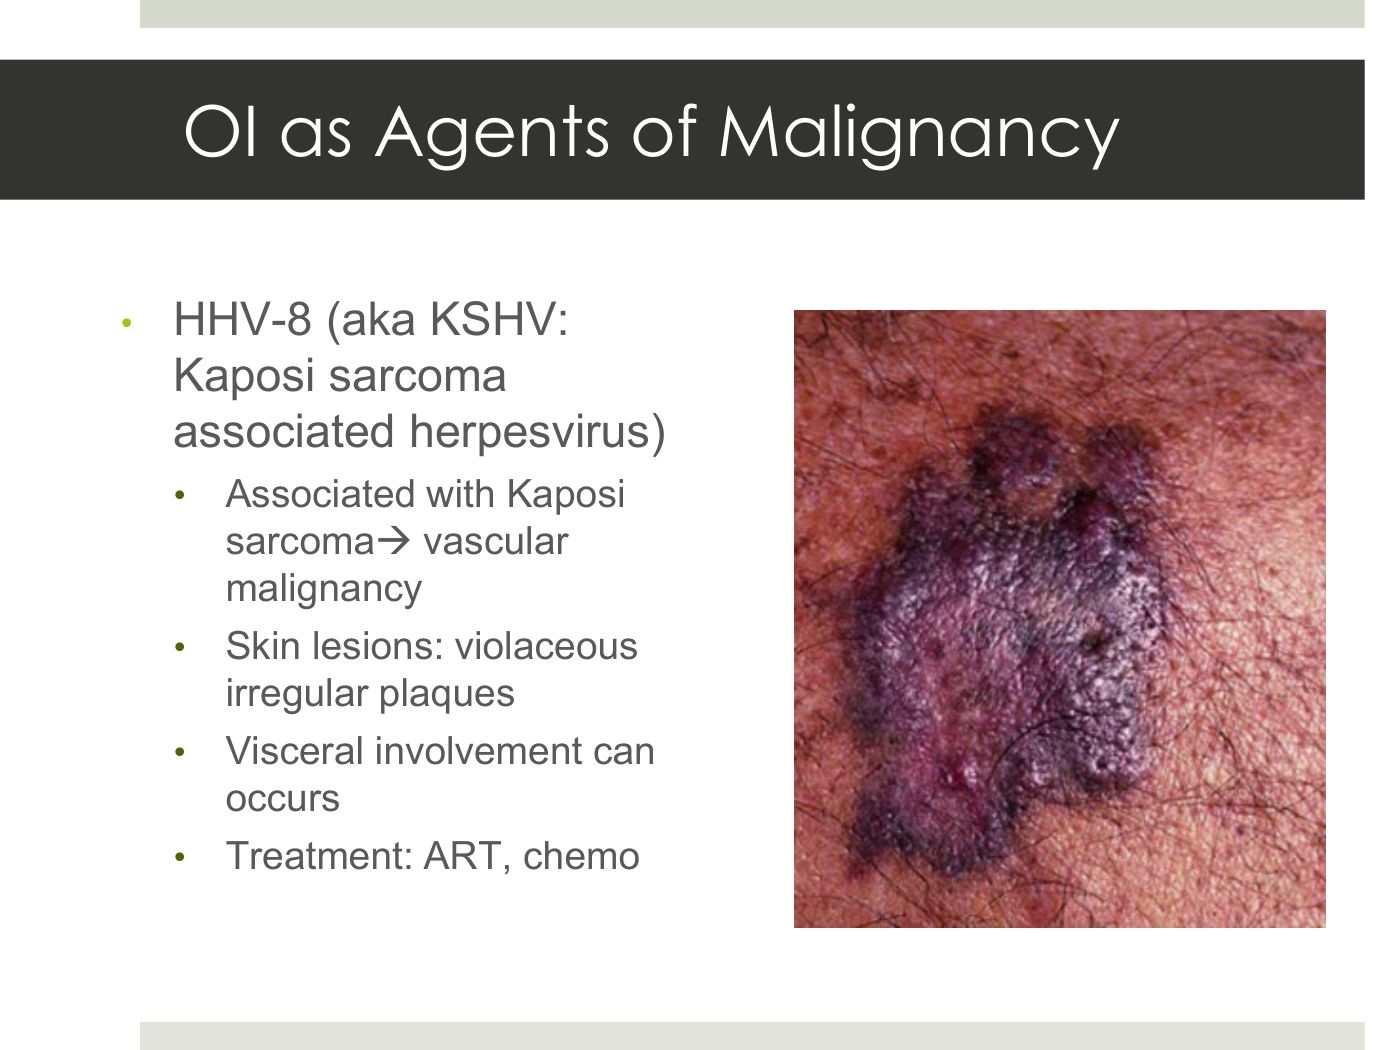 OI as Agents of Malignancy
• HHV-8 (aka KSHV:
Kaposi sarcoma
associated herpesvirus)
• Associated with Kaposi
sarcoma→ vascular
malignancy
• Skin lesions: violaceous
irregular plaques
• Visceral involvement can
occurs
• Treatment: ART, chemo